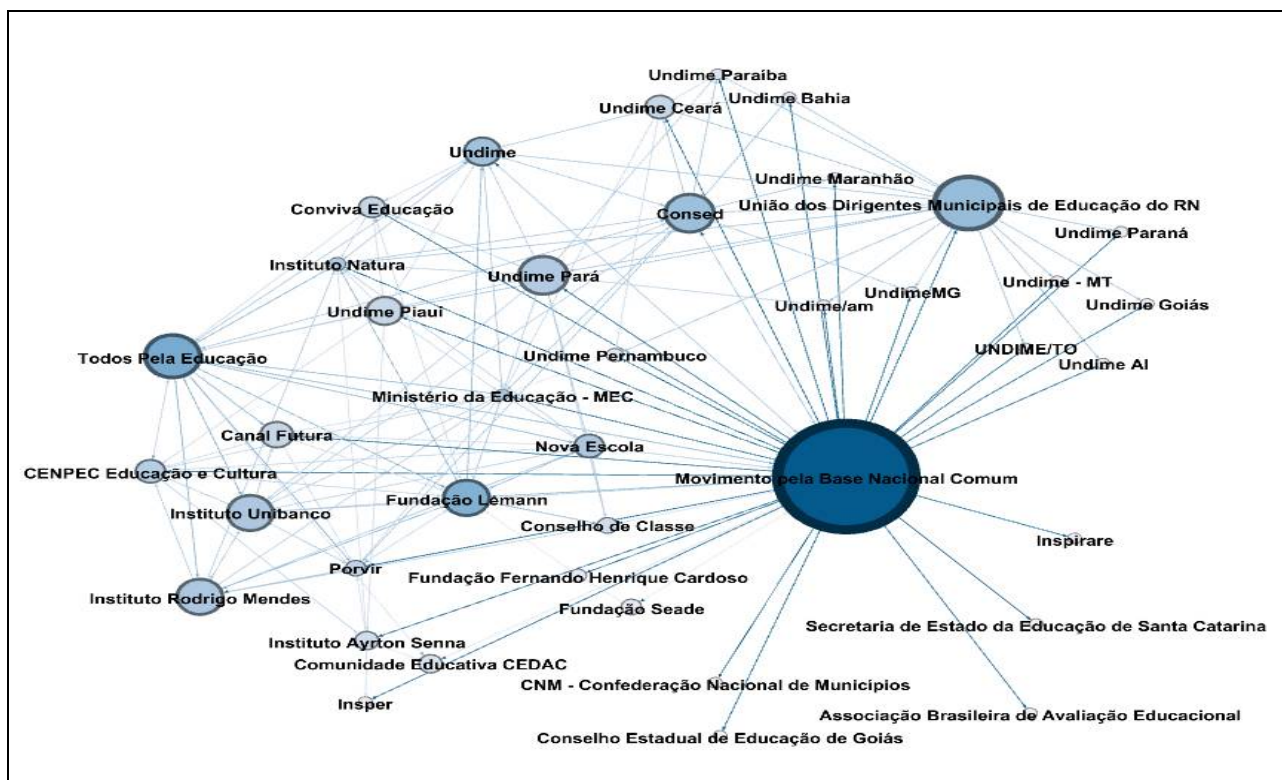 Undime Paraíba
Undime Bahia
Undime Ceará
Undime
Undime Maranhão
União dos Dirigentes Municipais de Educação do RN
Consed
Conviva Educação
Undime Paraná
Instituto Natura
Undime Pará
Undime - MT
Undime Piaui
Undime/am
UndimeMG
Undime Goiás
UNDIME/TO
Todos Pela Educação
Undime Pernambuco
Undime Al
Ministério da Educação - MEC
Canal Futura
Nova Escola
CENPEC Educação e Cultura
Movimento pela Base Nacional Comum
Fundação Lemann
Instituto Unibanco
Conselho de Classe
Inspirare
Porvir
Fundação Fernando Henrique Cardoso
Instituto Rodrigo Mendes
Fundação Seade
Secretaria de Estado da Educação de Santa Catarina
Instituto Ayrton Senna
Comunidade Educativa CEDAC
CNM - Confederação Nacional de Municípios
Insper
Associação Brasileira de Avaliação Educacional
Conselho Estadual de Educação de Goiás